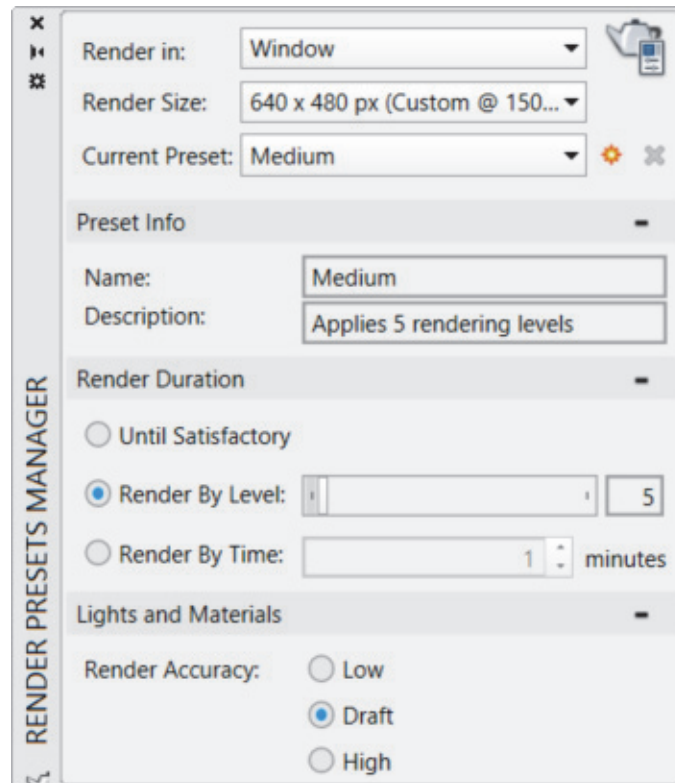 Render in: Window
Render Size: 640 x 480 px (Custom @ 150...
Current Preset: Medium
Preset Info
Name: Medium
Description: Applies 5 rendering levels
Render Duration
Until Satisfactory
Render By Level: 5
Render By Time: 1 minutes
Lights and Materials
Render Accuracy: Low
Draft
High
RENDER PRESETS MANAGER